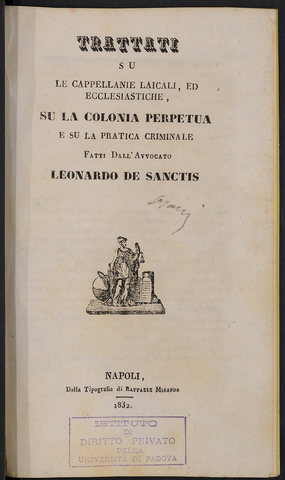 TRATTATI
SU
LE CAPPELLANIE LAICALI, ED
ECCLESIASTICHE,
SU LA COLONIA PERPETUA
E SU LA PRATICA CRIMINALE
FATTI DALL'AVVOCATO
LEONARDO DE SANCTIS
NAPOLI,
Dalla Tipografia di RAFFAELE MIRANDA
1832.
ISTITUTO
DI
DIRITTO PRIVATO
DELLA
UNIVERSITÀ DI PADOVA